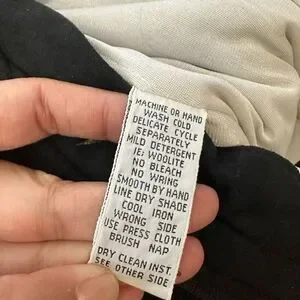 MACHINE OR HAND
WASH COLD
DELICATE CYCLE
SEPARATELY
MILD DETERGENT
IE; WOOLITE
NO BLEACH
NO WRING
SMOOTH BY HAND
LINE DRY SHADE
COOL IRON
WRONG SIDE
USE PRESS CLOTH
BRUSH NAP
DRY CLEAN INST.
SEE OTHER SIDE